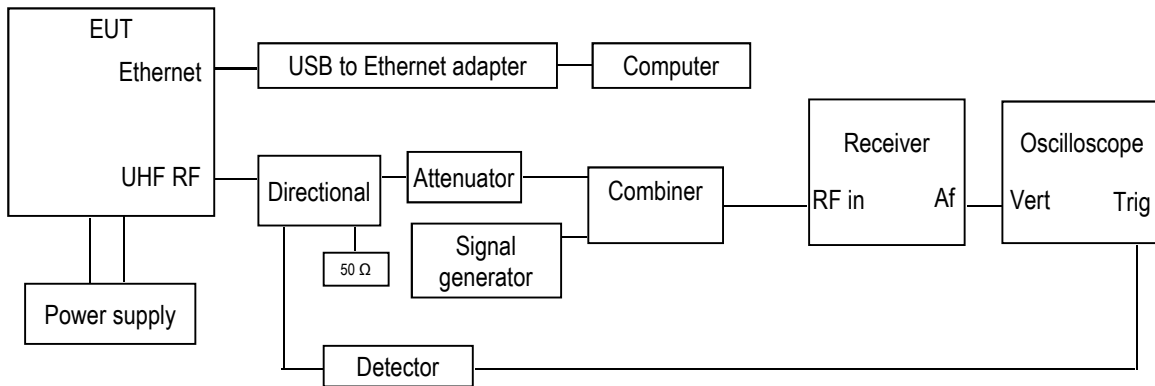 EUT
Ethernet
USB to Ethernet adapter
Computer
UHF RF
Directional
Attenuator
Combiner
Signal
generator
50 Ω
Receiver
RF in
Af
Oscilloscope
Vert
Trig
Power supply
Detector